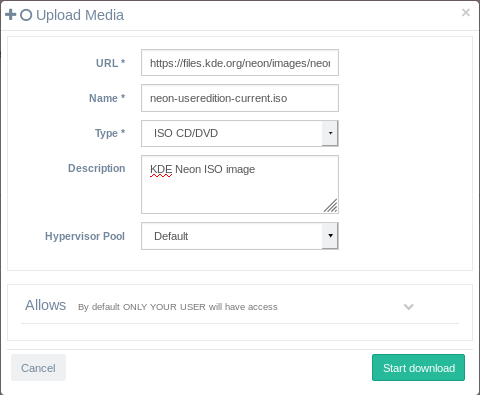 Upload Media
URL * https://files.kde.org/neon/images/neon
Name * neon-useredition-current.iso
Type * ISO CD/DVD
Description KDE Neon ISO image
Hypervisor Pool Default
Allows By default ONLY YOUR USER will have access
Cancel Start download